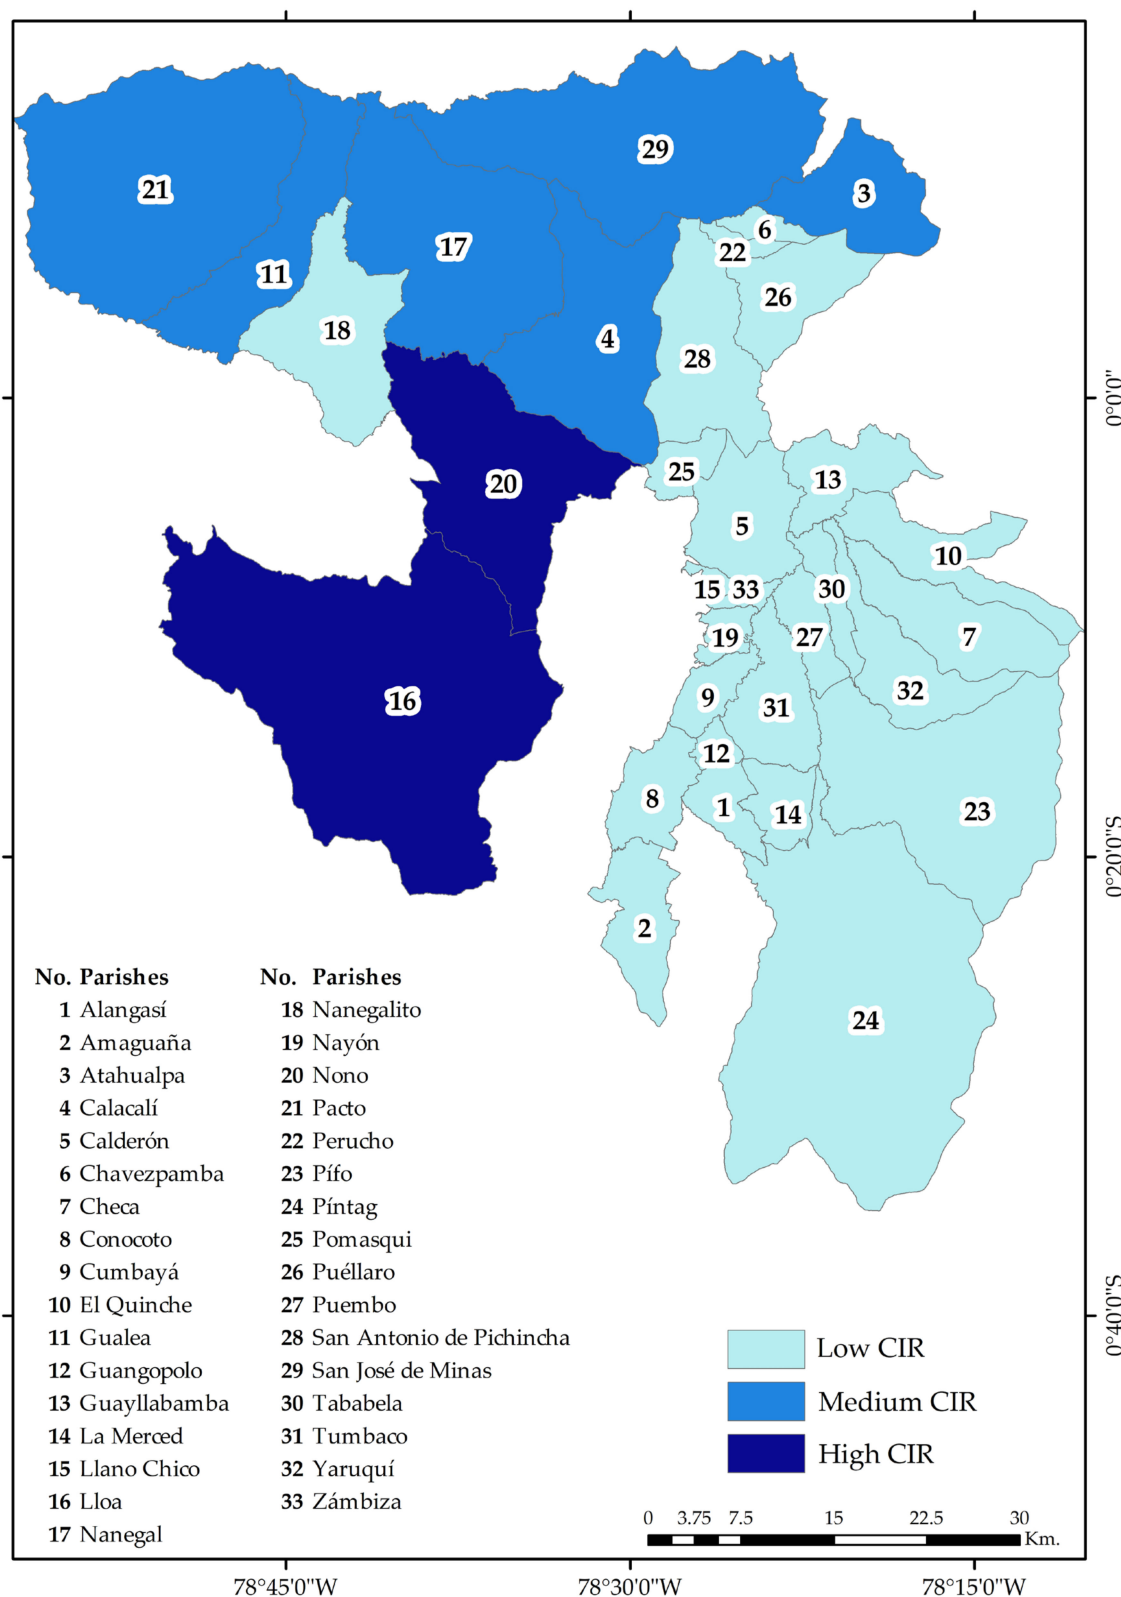 29
21
3
6
17
22
11
26
18
4
28
25
13
20
5
10
15
33
30
19
27
7
32
9
16
31
12
8
1
14
23
2
24
0°0'0"
0°20'0"S
0°40'0"S
No. Parishes
1 Alangasí
2 Amaguaña
3 Atahualpa
4 Calacalí
5 Calderón
6 Chavezpamba
7 Checa
8 Conocoto
9 Cumbayá
10 El Quinche
11 Gualea
12 Guangopolo
13 Guayllabamba
14 La Merced
15 Llano Chico
16 Lloa
17 Nanegal
No. Parishes
18 Nanegalito
19 Nayón
20 Nono
21 Pacto
22 Perucho
23 Pífo
24 Píntag
25 Pomasqui
26 Puéllaro
27 Puembo
28 San Antonio de Pichincha
29 San José de Minas
30 Tababela
31 Tumbaco
32 Yaruquí
33 Zámbiza
Low CIR
Medium CIR
High CIR
0 3.75 7.5 15 22.5 30
Km.
78°45'0"W 78°30'0"W 78°15'0"W